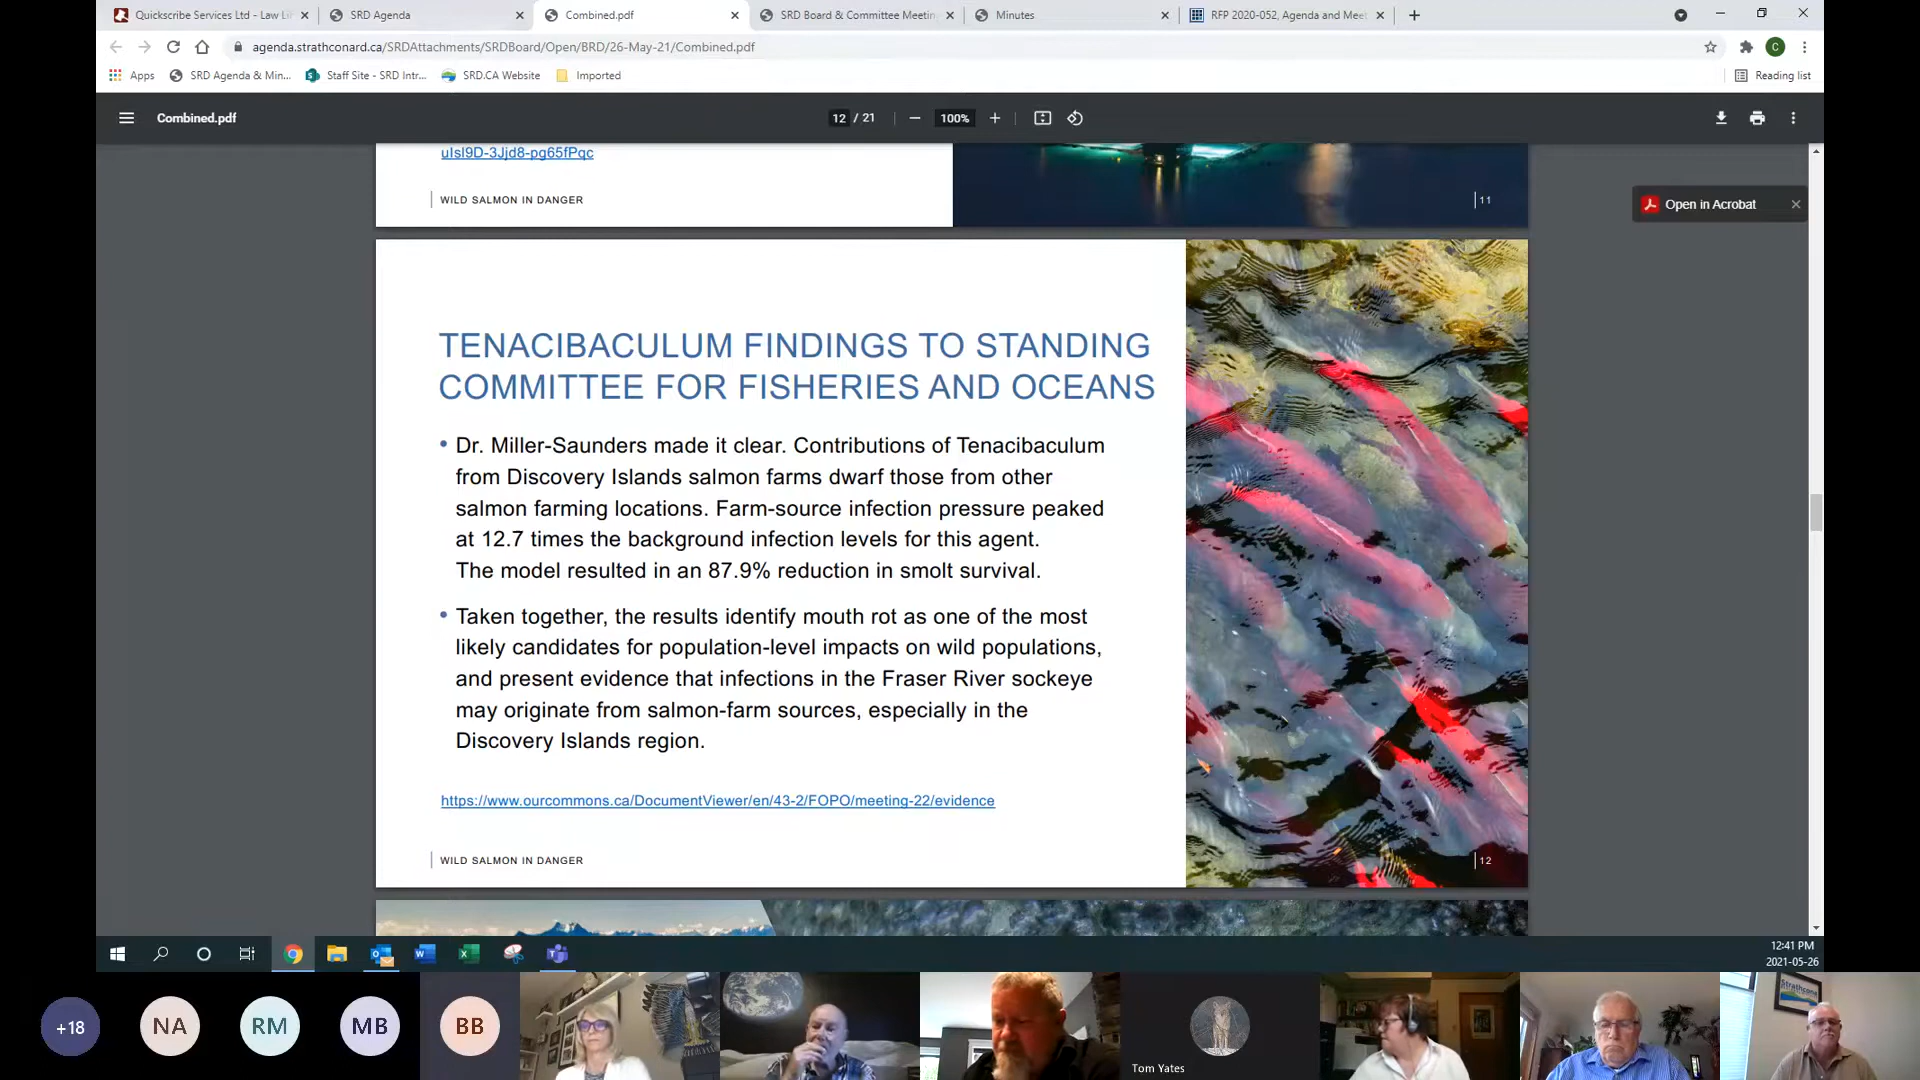 Quickscribe Services Ltd - Law Li
SRD Agenda
Combined.pdf
SRD Board & Committee Meetin
Minutes
RFP 2020-052, Agenda and Meet
agenda.strathconard.ca/SRDAttachments/SRDBoard/Open/BRD/26-May-21/Combined.pdf
C
Apps
SRD Agenda & Min...
Staff Site - SRD Intr...
SRD.CA Website
Imported
Reading list
Combined.pdf
12 / 21
100%
Open in Acrobat
uIsI9D-3Jjd8-pg65fPqc
WILD SALMON IN DANGER
11
TENACIBACULUM FINDINGS TO STANDING
COMMITTEE FOR FISHERIES AND OCEANS
• Dr. Miller-Saunders made it clear. Contributions of Tenacibaculum
from Discovery Islands salmon farms dwarf those from other
salmon farming locations. Farm-source infection pressure peaked
at 12.7 times the background infection levels for this agent.
The model resulted in an 87.9% reduction in smolt survival.
• Taken together, the results identify mouth rot as one of the most
likely candidates for population-level impacts on wild populations,
and present evidence that infections in the Fraser River sockeye
may originate from salmon-farm sources, especially in the
Discovery Islands region.
https://www.ourcommons.ca/DocumentViewer/en/43-2/FOPO/meeting-22/evidence
WILD SALMON IN DANGER
12
12:41 PM
2021-05-26
+18
NA
RM
MB
BB
Tom Yates
Strathcona